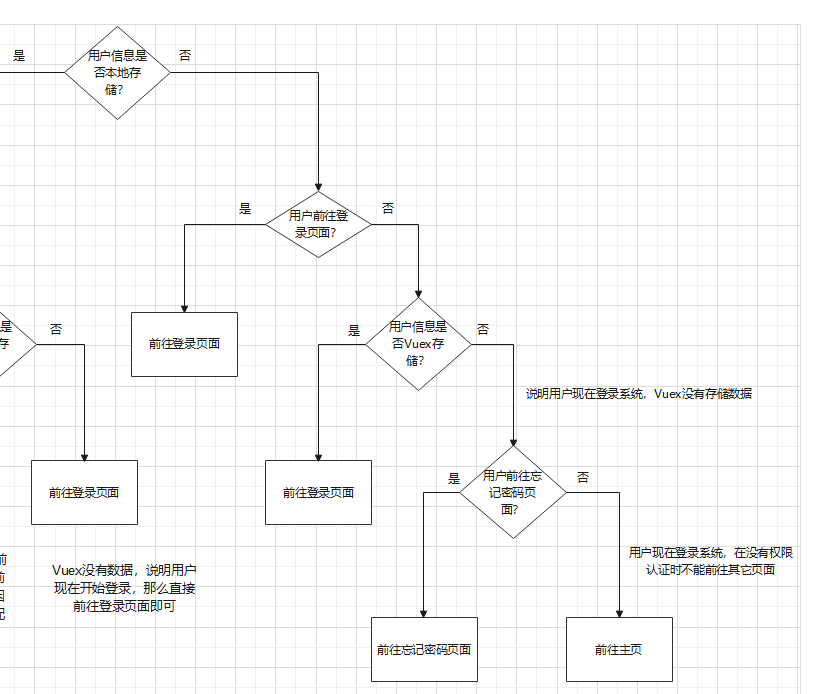 是
用户信息是
否本地存
储?
否
是
用户前往登
录页面?
否
前往登录页面
是
存
否
是
用户信息是
否Vuex存
储?
否
说明用户现在登录系统，Vuex没有存储数据
前往登录页面
前往登录页面
是
用户前往忘
记密码页
面?
否
用户现在登录系统，在没有权限
认证时不能前往其它页面
前
Vuex没有数据，说明用户
现在开始登录，那么直接
前往登录页面即可
前往忘记密码页面
前往主页